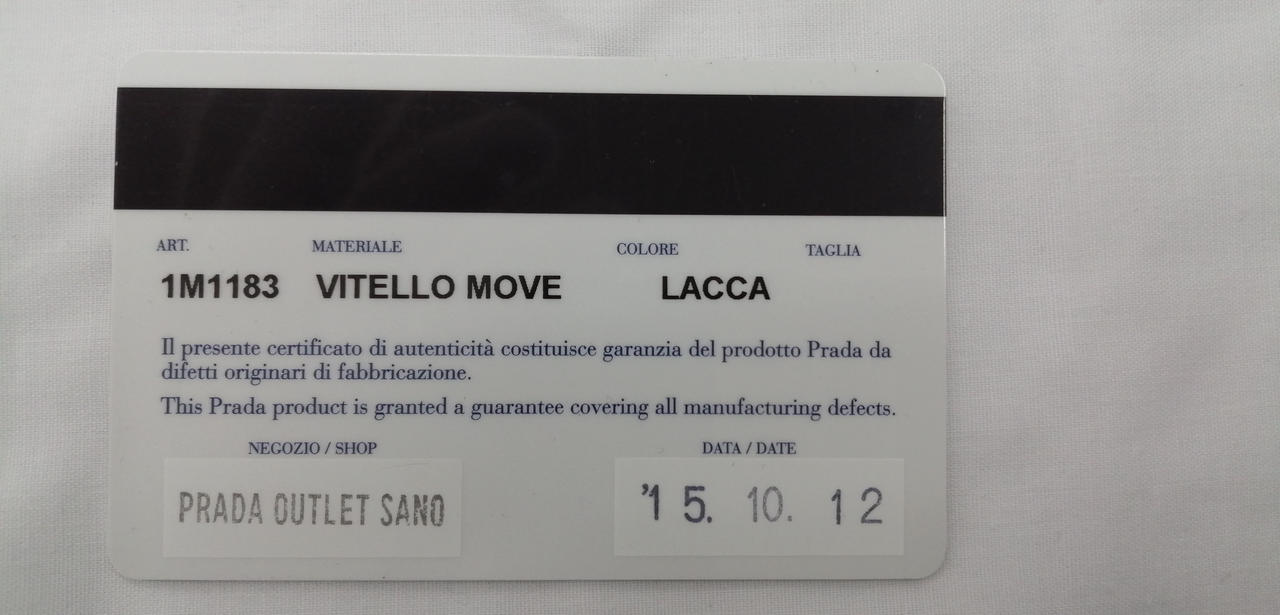 ART. MATERIALE COLORE TAGLIA
1M1183 VITELLO MOVE LACCA
Il presente certificato di autenticità costituisce garanzia del prodotto Prada da
difetti originari di fabbricazione.
This Prada product is granted a guarantee covering all manufacturing defects.
NEGOZIO / SHOP DATA / DATE
PRADA OUTLET SANO '15. 10. 12